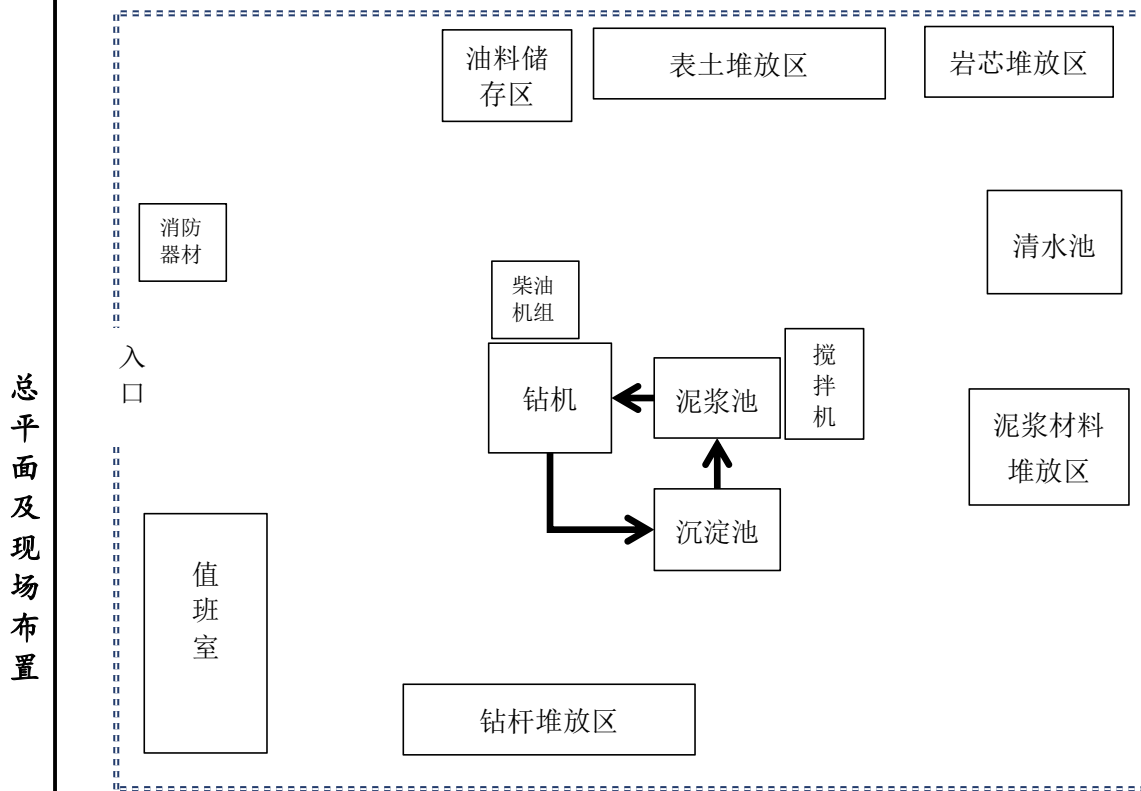 总平面及现场布置
油料储
存区
表土堆放区
岩芯堆放区
消防
器材
清水池
柴油
机组
入
口
钻机
泥浆池
搅
拌
机
泥浆材料
堆放区
沉淀池
值
班
室
钻杆堆放区